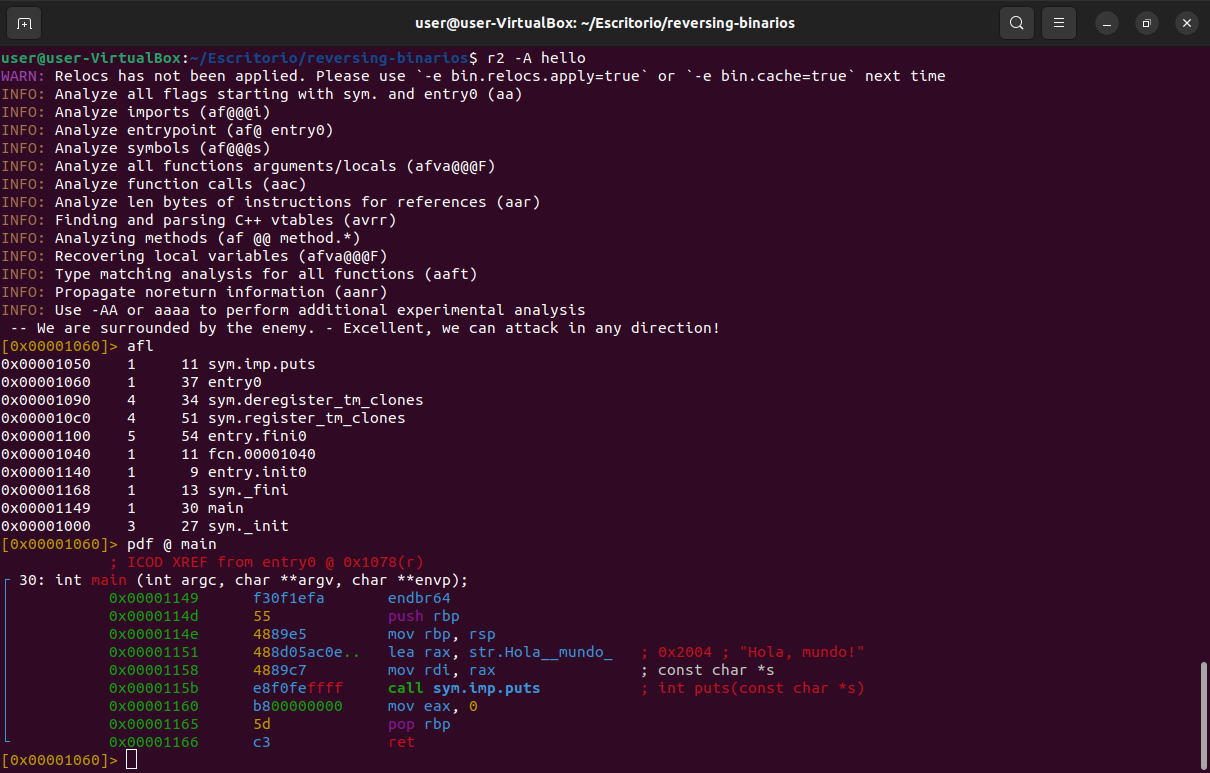 user@user-VirtualBox: ~/Escritorio/reversing-binarios
user@user-VirtualBox:~/Escritorio/reversing-binarios$ r2 -A hello
WARN: Relocs has not been applied. Please use `-e bin.relocs.apply=true` or `-e bin.cache=true` next time
INFO: Analyze all flags starting with sym. and entry0 (aa)
INFO: Analyze imports (af@@@i)
INFO: Analyze entrypoint (af@ entry0)
INFO: Analyze symbols (af@@@s)
INFO: Analyze all functions arguments/locals (afva@@@F)
INFO: Analyze function calls (aac)
INFO: Analyze len bytes of instructions for references (aar)
INFO: Finding and parsing C++ vtables (avrr)
INFO: Analyzing methods (af @@ method.*)
INFO: Recovering local variables (afva@@@F)
INFO: Type matching analysis for all functions (aaft)
INFO: Propagate noreturn information (aanr)
INFO: Use -AA or aaaa to perform additional experimental analysis
 -- We are surrounded by the enemy. - Excellent, we can attack in any direction!
[0x00001060]> afl
0x00001050    1     11 sym.imp.puts
0x00001060    1     37 entry0
0x00001090    4     34 sym.deregister_tm_clones
0x000010c0    4     51 sym.register_tm_clones
0x00001100    5     54 entry.fini0
0x00001040    1     11 fcn.00001040
0x00001140    1      9 entry.init0
0x00001168    1     13 sym._fini
0x00001149    1     30 main
0x00001000    3     27 sym._init
[0x00001060]> pdf @ main
            ; ICOD XREF from entry0 @ 0x1078(r)
┌ 30: int main (int argc, char **argv, char **envp);
│           0x00001149      f30f1efa       endbr64
│           0x0000114d      55             push rbp
│           0x0000114e      4889e5         mov rbp, rsp
│           0x00001151      488d05ac0e..   lea rax, str.Hola__mundo_   ; 0x2004 ; "Hola, mundo!"
│           0x00001158      4889c7         mov rdi, rax                ; const char *s
│           0x0000115b      e8f0feffff     call sym.imp.puts           ; int puts(const char *s)
│           0x00001160      b800000000     mov eax, 0
│           0x00001165      5d             pop rbp
└           0x00001166      c3             ret
[0x00001060]>